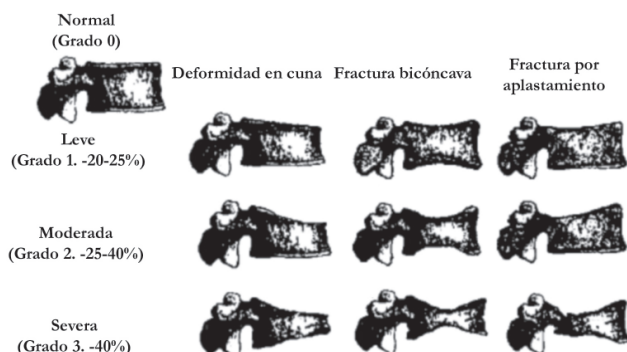 Normal
(Grado 0)
Deformidad en cuna
Fractura bicóncava
Fractura por
aplastamiento
Leve
(Grado 1. -20-25%)
Moderada
(Grado 2. -25-40%)
Severa
(Grado 3. -40%)